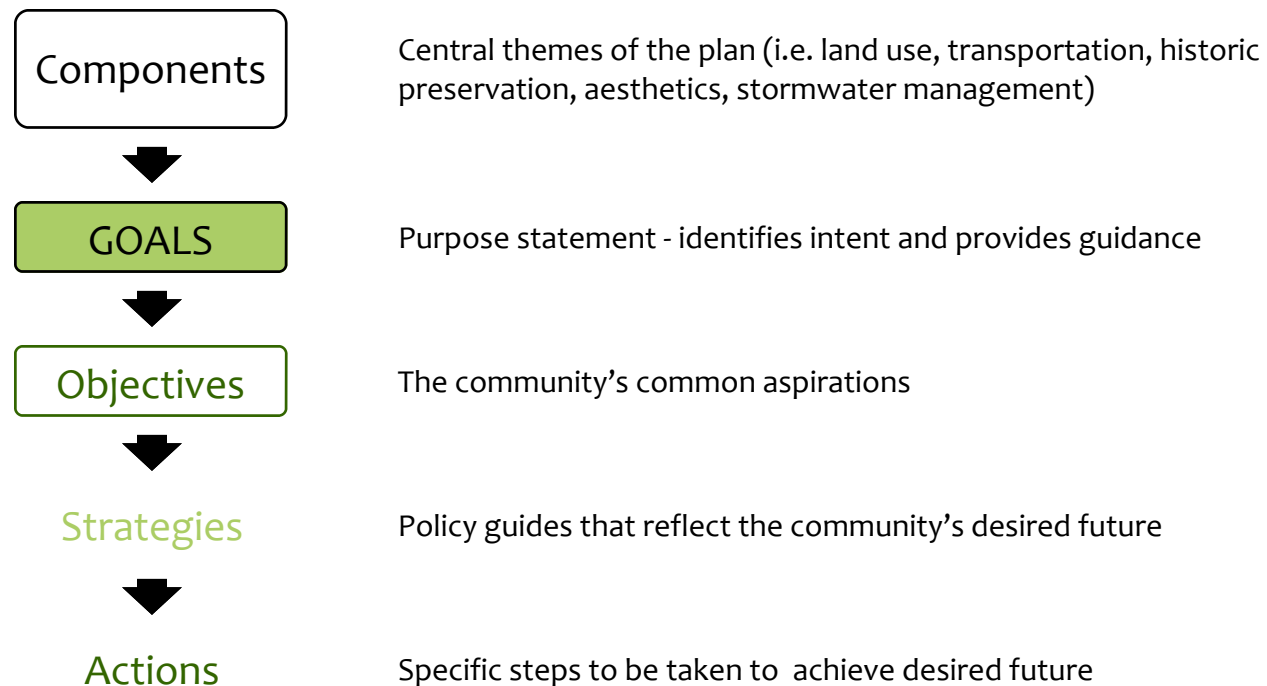 Components
Central themes of the plan (i.e. land use, transportation, historic
preservation, aesthetics, stormwater management)
GOALS
Purpose statement - identifies intent and provides guidance
Objectives
The community’s common aspirations
Strategies
Policy guides that reflect the community’s desired future
Actions
Specific steps to be taken to  achieve desired future